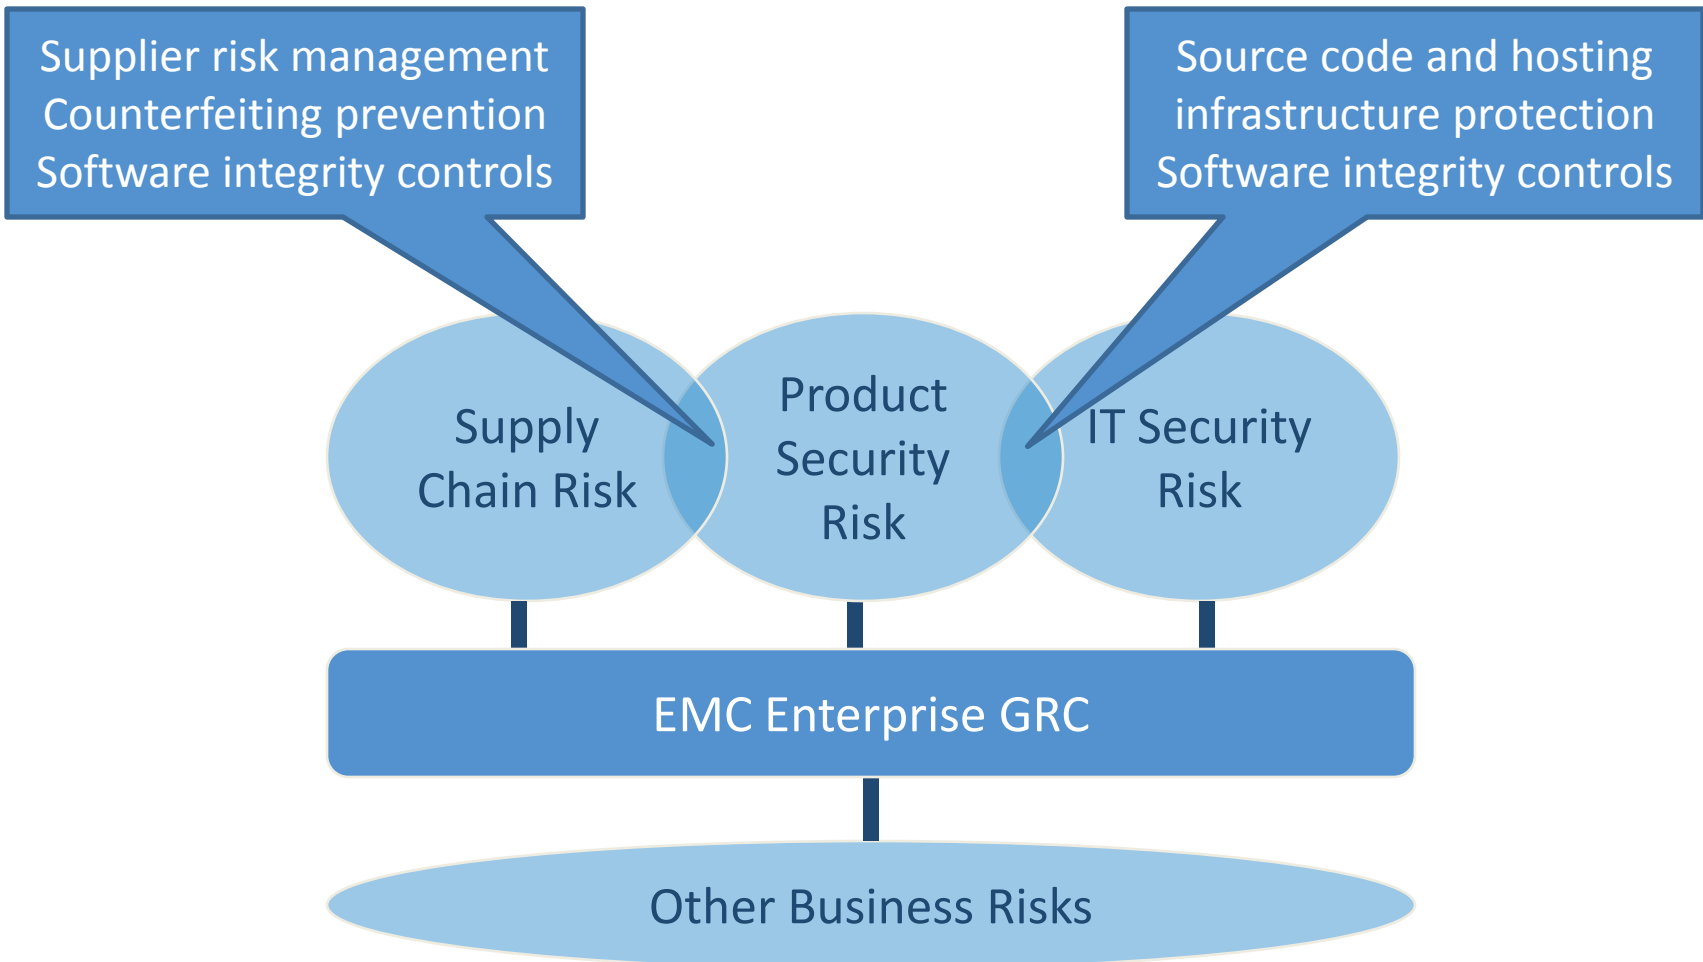 Supplier risk management
Counterfeiting prevention
Software integrity controls
Source code and hosting
infrastructure protection
Software integrity controls
Supply
Chain Risk
Product
Security
Risk
IT Security
Risk
EMC Enterprise GRC
Other Business Risks